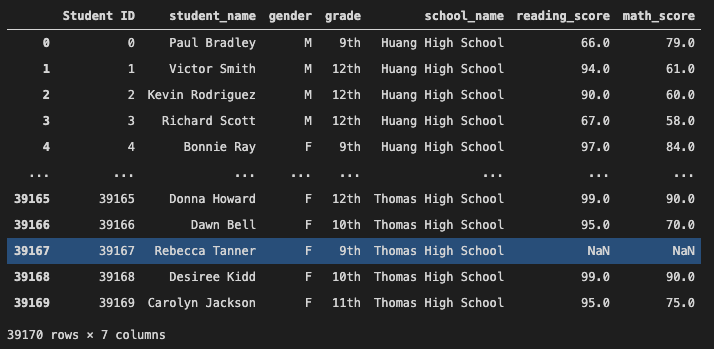 Student ID student_name gender grade school_name reading_score math_score
0 0 Paul Bradley M 9th Huang High School 66.0 79.0
1 1 Victor Smith M 12th Huang High School 94.0 61.0
2 2 Kevin Rodriguez M 12th Huang High School 90.0 60.0
3 3 Richard Scott M 12th Huang High School 67.0 58.0
4 4 Bonnie Ray F 9th Huang High School 97.0 84.0
... ... ... ... ... ... ... ...
39165 39165 Donna Howard F 12th Thomas High School 99.0 90.0
39166 39166 Dawn Bell F 10th Thomas High School 95.0 70.0
39167 39167 Rebecca Tanner F 9th Thomas High School NaN NaN
39168 39168 Desiree Kidd F 10th Thomas High School 99.0 90.0
39169 39169 Carolyn Jackson F 11th Thomas High School 95.0 75.0
39170 rows × 7 columns